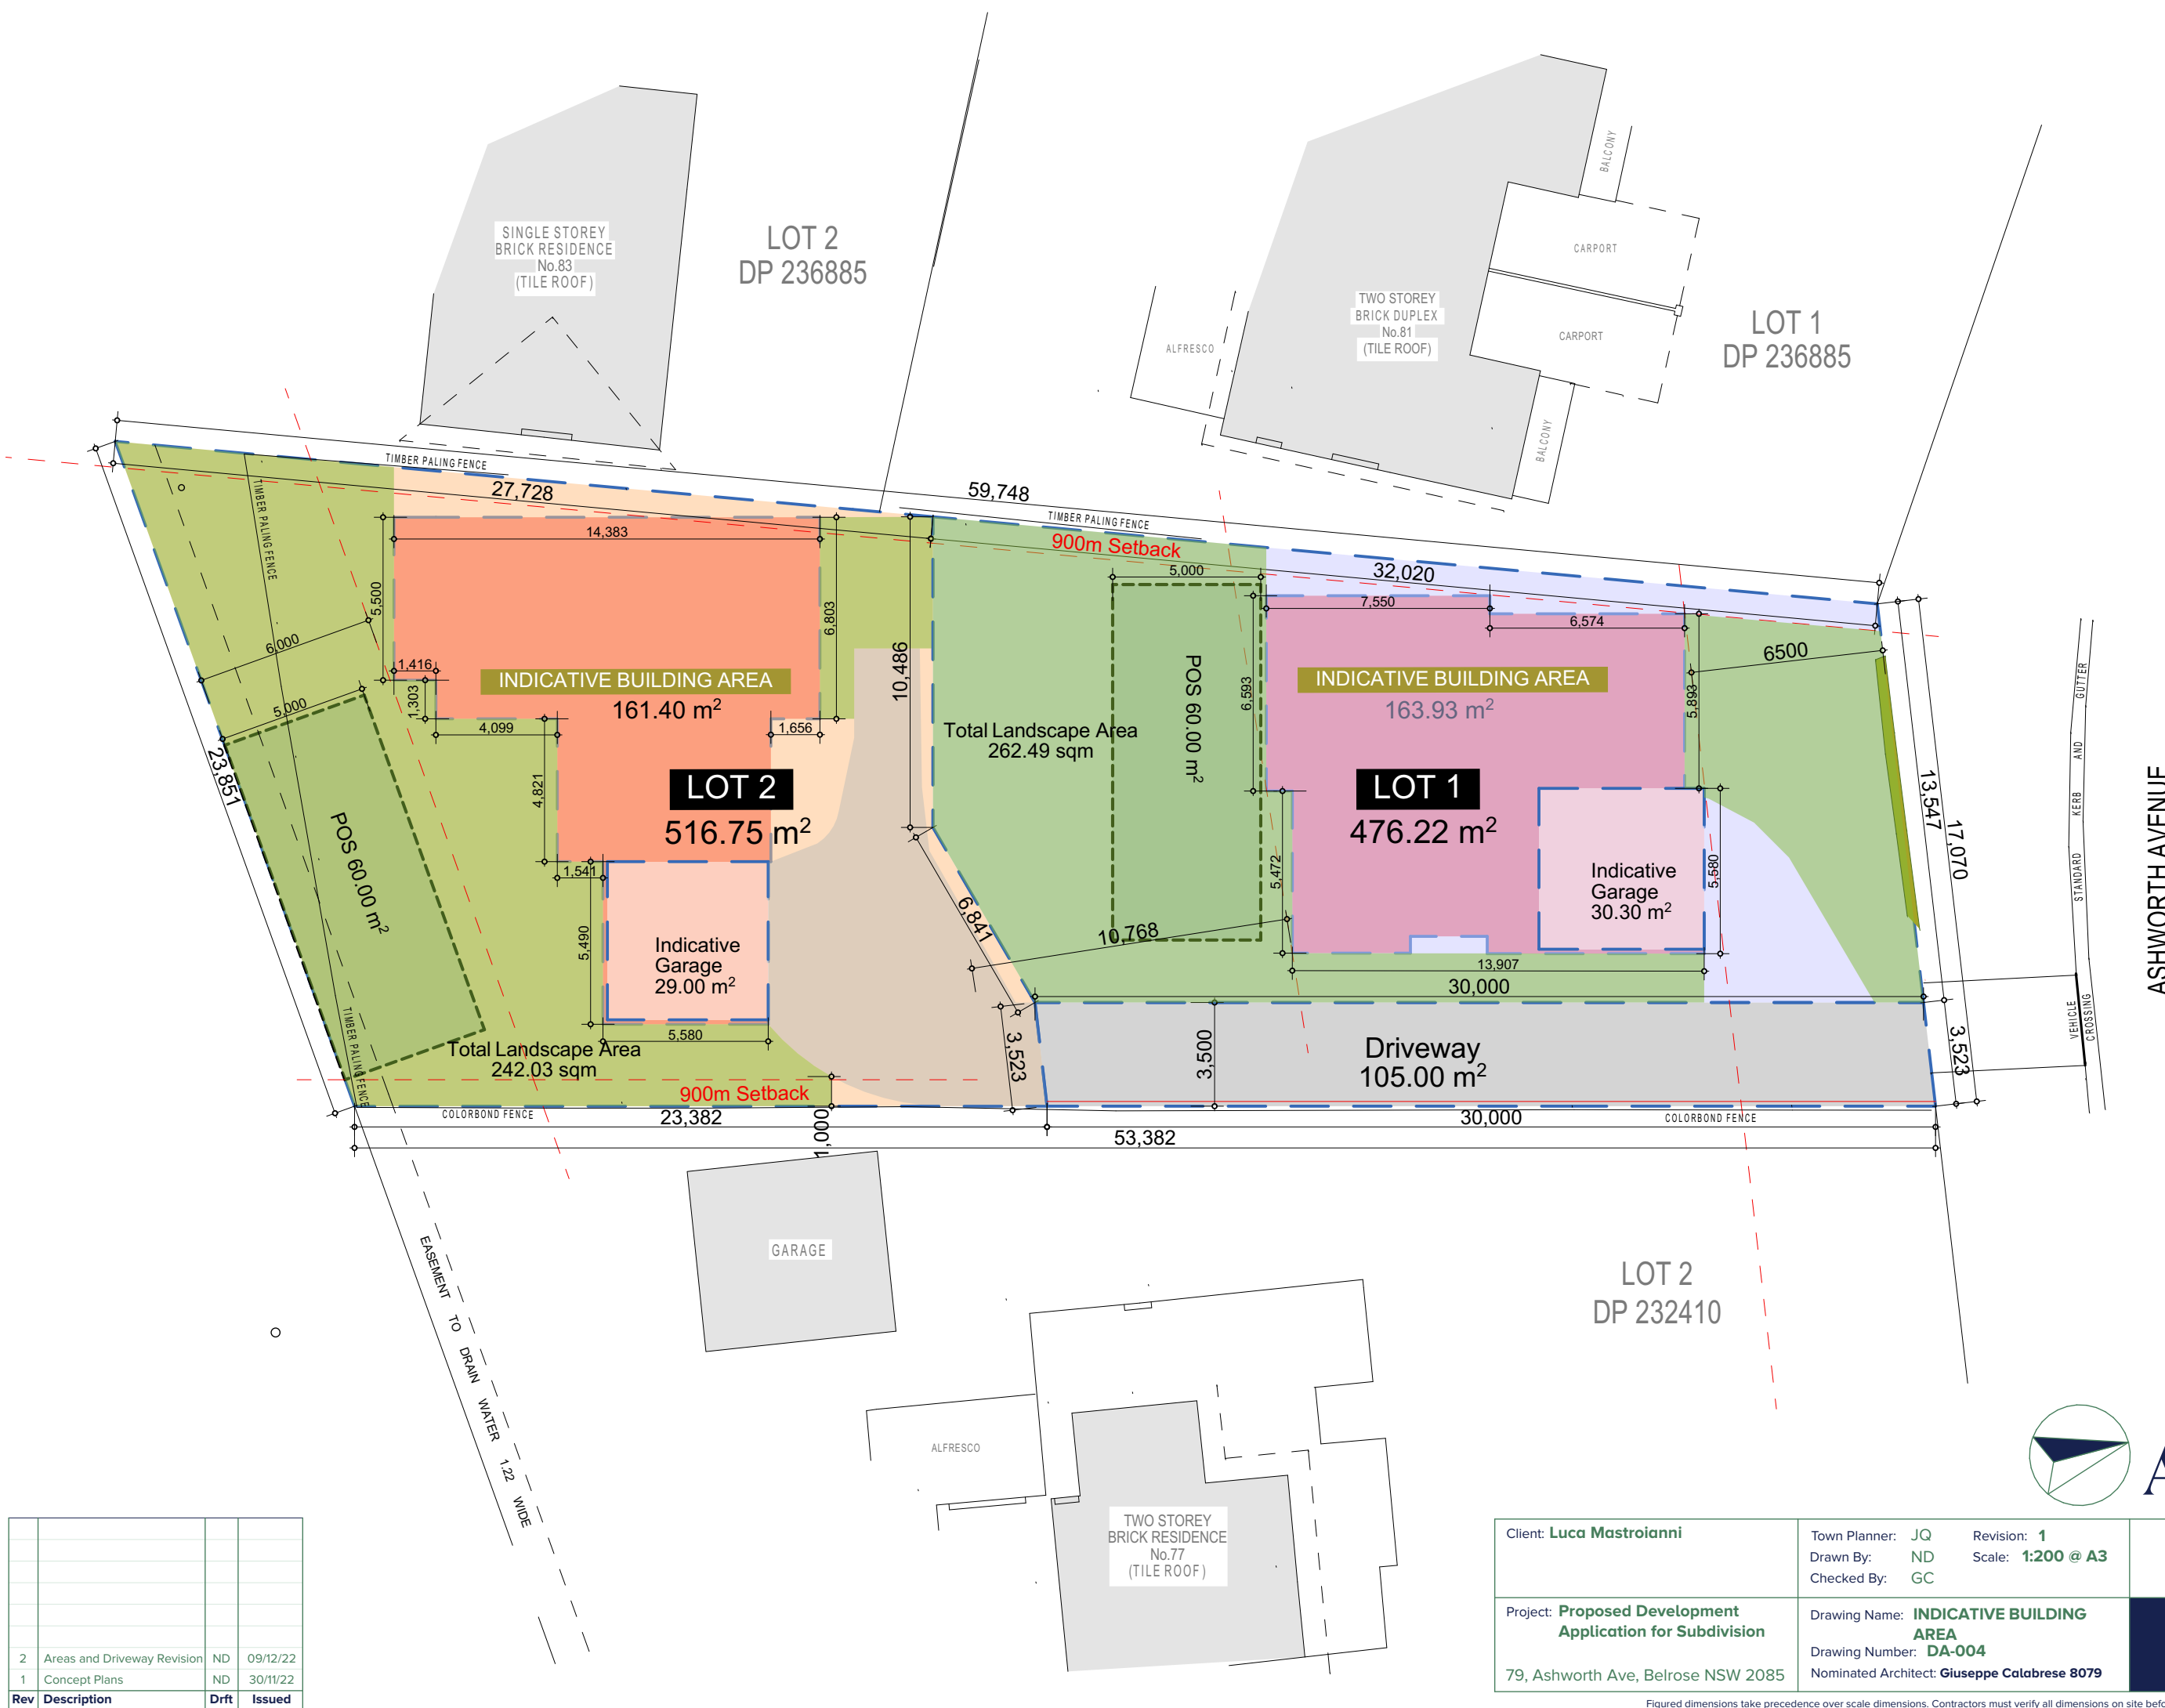 SINGLE STOREY
BRICK RESIDENCE
No.83
(TILE ROOF)
LOT 2
DP 236885
BALCONY
CARPORT
CARPORT
TWO STOREY
BRICK DUPLEX
No.81
(TILE ROOF)
ALFRESCO
BALCONY
LOT 1
DP 236885
TIMBER PALING FENCE
27,728
59,748
TIMBER PALING FENCE
900m Setback
5,000
32,020
14,383
7,550
6,574
TIMBER PALING FENCE
5,500
6,803
6,000
1,416
1,303
5,000
4,099
1,656
INDICATIVE BUILDING AREA
161.40 m²
10,486
Total Landscape Area
262.49 sqm
POS 60.00 m²
6,593
INDICATIVE BUILDING AREA
163.93 m²
5,893
6500
23,851
4,821
LOT 2
516.75 m²
LOT 1
476.22 m²
13,547
17,070
STANDARD KERB AND GUTTER
ASHWORTH AVENUE
POS 60.00 m²
1,541
5,490
Indicative
Garage
29.00 m²
5,580
6,841
10,768
5,472
Indicative
Garage
30.30 m²
5,580
13,907
30,000
TIMBER PALING FENCE
Total Landscape Area
242.03 sqm
900m Setback
3,523
3,500
Driveway
105.00 m²
3,523
VEHICLE
CROSSING
COLORBOND FENCE
23,382
1,000
30,000
COLORBOND FENCE
53,382
EASEMENT TO DRAIN WATER 1.22 WIDE
GARAGE
LOT 2
DP 232410
ALFRESCO
TWO STOREY
BRICK RESIDENCE
No.77
(TILE ROOF)
A
2 Areas and Driveway Revision ND 09/12/22
1 Concept Plans ND 30/11/22
Rev Description Drft Issued
Client: Luca Mastroianni
Town Planner: JQ Revision: 1
Drawn By: ND Scale: 1:200 @ A3
Checked By: GC
Project: Proposed Development
Application for Subdivision
79, Ashworth Ave, Belrose NSW 2085
Drawing Name: INDICATIVE BUILDING
AREA
Drawing Number: DA-004
Nominated Architect: Giuseppe Calabrese 8079
Figured dimensions take precedence over scale dimensions. Contractors must verify all dimensions on site